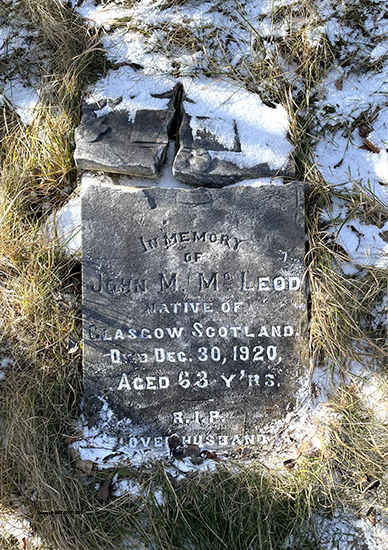 IN MEMORY
OF
JOHN M. McLEOD
NATIVE OF
GLASGOW SCOTLAND.
DIED DEC. 30, 1920,
AGED 63 Y'RS.
R.I.P.
LOVED HUSBAND